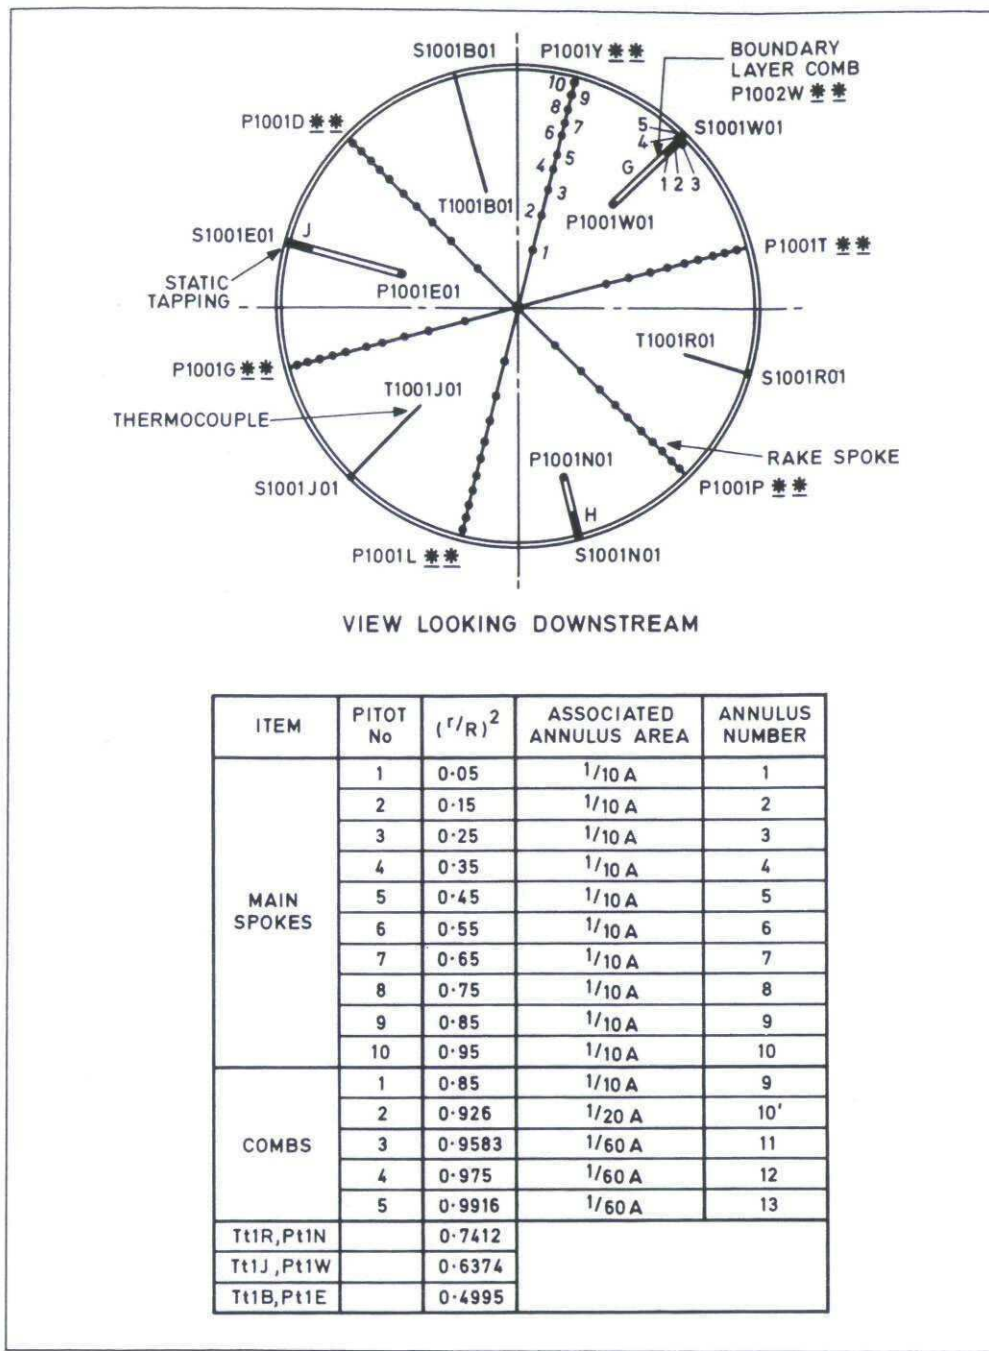 S1001B01
P1001Y **
BOUNDARY
LAYER COMB
P1002W **
P1001D **
10
9
8
7
6
5
4
3
2
1
5
4
S1001W01
G
1 2 3
T1001B01
P1001W01
S1001E01
J
P1001T **
STATIC
TAPPING
P1001E01
T1001R01
P1001G **
T1001J01
S1001R01
THERMOCOUPLE
P1001N01
RAKE SPOKE
S1001J01
P1001P **
H
P1001L **
S1001N01
VIEW LOOKING DOWNSTREAM
ITEM PITOT No (r/R)² ASSOCIATED ANNULUS AREA ANNULUS NUMBER
MAIN SPOKES
1 0·05 1/10 A 1
2 0·15 1/10 A 2
3 0·25 1/10 A 3
4 0·35 1/10 A 4
5 0·45 1/10 A 5
6 0·55 1/10 A 6
7 0·65 1/10 A 7
8 0·75 1/10 A 8
9 0·85 1/10 A 9
10 0·95 1/10 A 10
COMBS
1 0·85 1/10 A 9
2 0·926 1/20 A 10'
3 0·9583 1/60 A 11
4 0·975 1/60 A 12
5 0·9916 1/60 A 13
Tt1R,Pt1N 0·7412
Tt1J,Pt1W 0·6374
Tt1B,Pt1E 0·4995